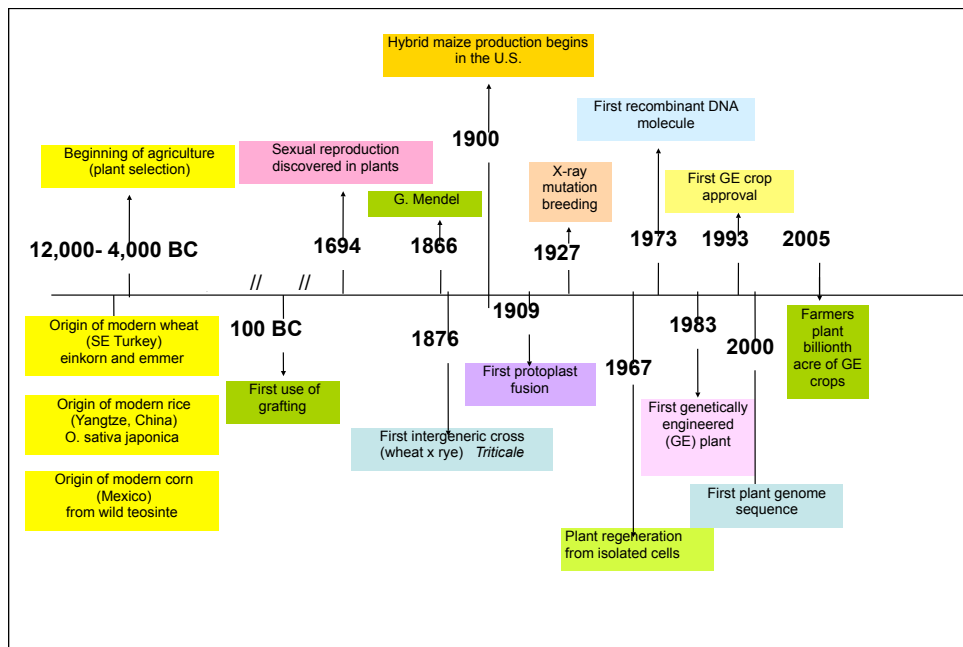 Hybrid maize production begins
in the U.S.
First recombinant DNA
molecule
1900
Beginning of agriculture
(plant selection)
Sexual reproduction
discovered in plants
X-ray
mutation
breeding
First GE crop
approval
G. Mendel
12,000- 4,000 BC
1694
1866
1927
1973
1993
2005
// //
Origin of modern wheat
(SE Turkey)
einkorn and emmer
100 BC
1876
1909
1967
1983
2000
Farmers
plant
billionth
acre of GE
crops
First use of
grafting
First protoplast
fusion
Origin of modern rice
(Yangtze, China)
O. sativa japonica
First intergeneric cross
(wheat x rye) Triticale
First genetically
engineered
(GE) plant
Origin of modern corn
(Mexico)
from wild teosinte
First plant genome
sequence
Plant regeneration
from isolated cells